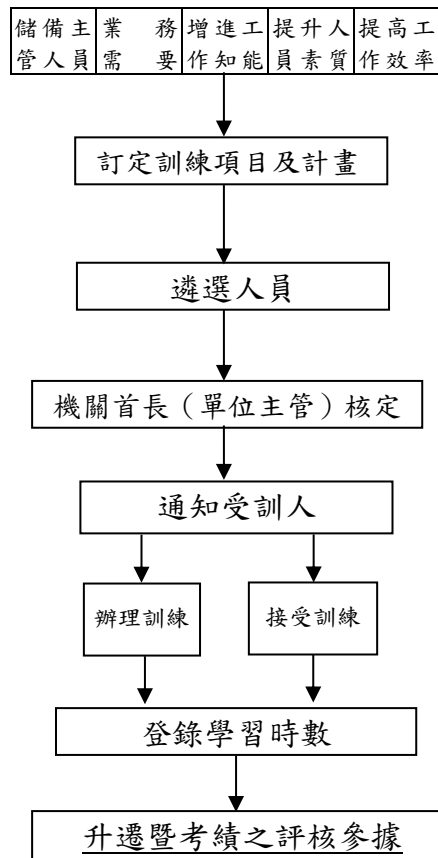 儲備主管人員
業務需要
增進工作知能
提升人員素質
提高工作效率
訂定訓練項目及計畫
遴選人員
機關首長（單位主管）核定
通知受訓人
辦理訓練
接受訓練
登錄學習時數
升遷暨考績之評核參據